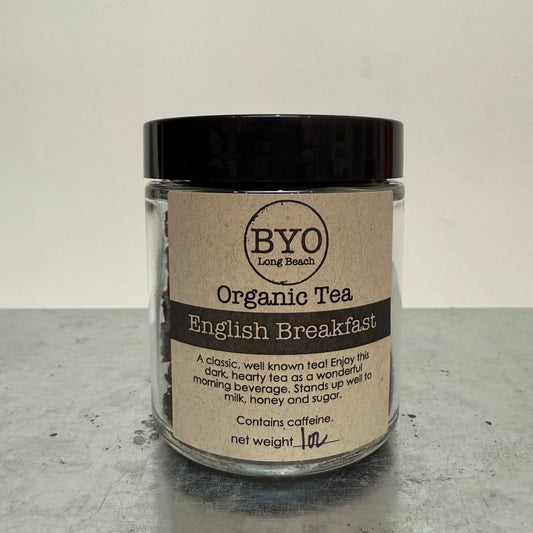 BYO
Long Beach
Organic Tea
English Breakfast
A classic, well known tea! Enjoy this
dark, hearty tea as a wonderful
morning beverage. Stands up well to
milk, honey and sugar.
Contains caffeine.
net weight 1oz